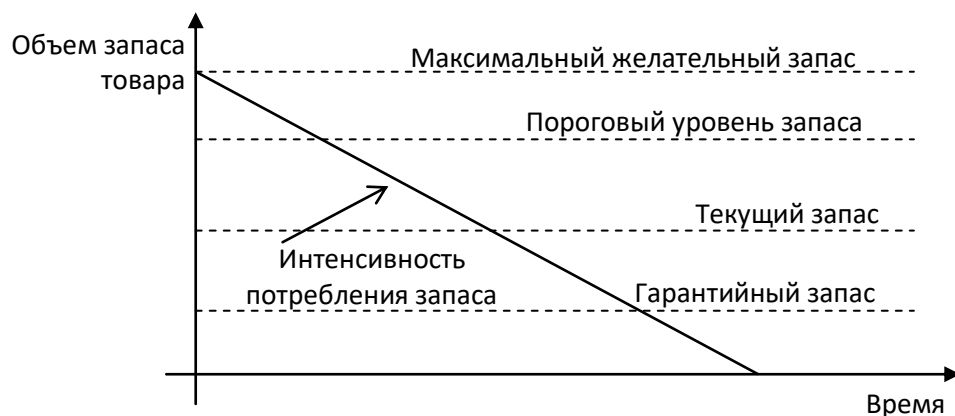 Объем запаса
товара
Максимальный желательный запас
Пороговый уровень запаса
Текущий запас
Интенсивность
потребления запаса
Гарантийный запас
Время